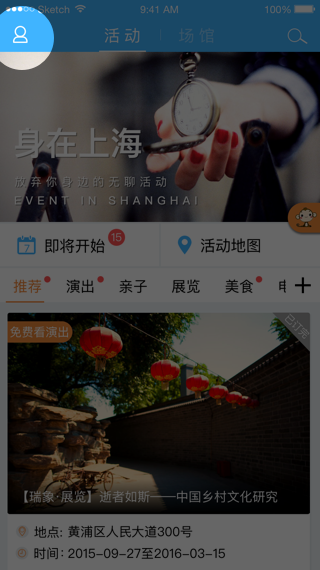 Sketch 9:41 AM 100%
活动 场馆
身在上海
放弃你身边的无聊活动
EVENT IN SHANGHAI
7 即将开始 15 活动地图
推荐 演出 亲子 展览 美食
免费看演出 已订完
【瑞象·展览】逝者如斯——中国乡村文化研究
地点: 黄浦区人民大道300号
时间: 2015-09-27至2016-03-15